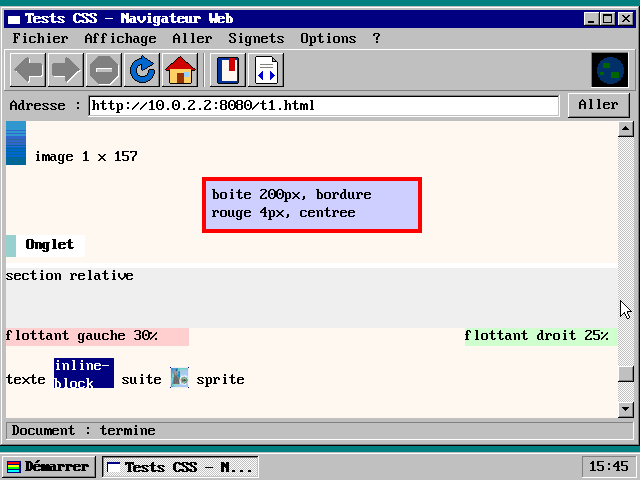 Tests CSS - Navigateur Web
Fichier Affichage Aller Signets Options ?
Adresse : http://10.0.2.2:8080/t1.html Aller
image 1 x 157
boite 200px, bordure
rouge 4px, centree
Onglet
section relative
flottant gauche 30% flottant droit 25%
inline-
texte block suite sprite
Document : termine
Démarrer Tests CSS - N... 15:45